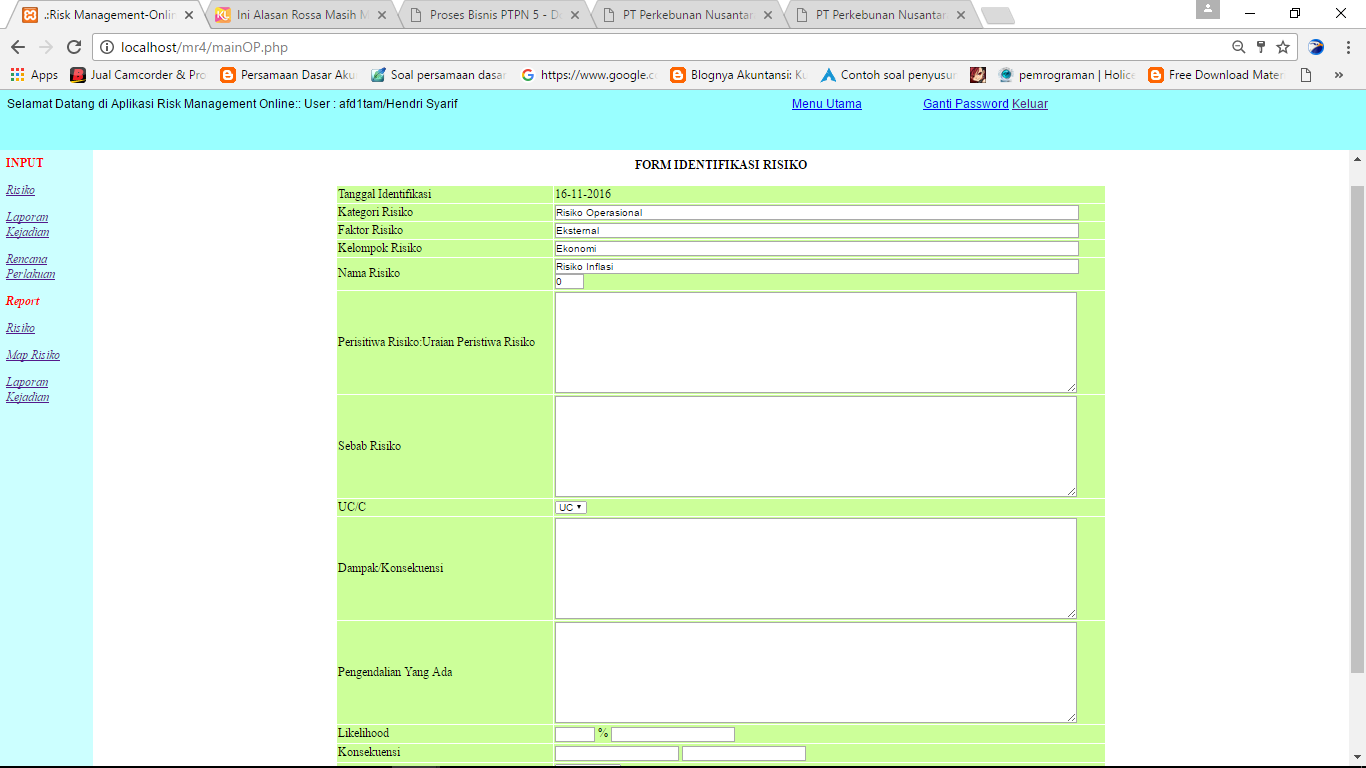 .:Risk Management-Onlin
Ini Alasan Rossa Masih M
Proses Bisnis PTPN 5 - D
PT Perkebunan Nusantar
PT Perkebunan Nusantar
localhost/mr4/mainOP.php
Apps
Jual Camcorder & Pro
Persamaan Dasar Aku
Soal persamaan dasar
https://www.google.c
Blognya Akuntansi: Ku
Contoh soal penyusun
pemrograman | Holic
Free Download Mater
»
Selamat Datang di Aplikasi Risk Management Online:: User : afd1tam/Hendri Syarif
Menu Utama
Ganti Password Keluar
INPUT
Risiko
Laporan
Kejadian
Rencana
Perlakuan
Report
Risiko
Map Risiko
Laporan
Kejadian
FORM IDENTIFIKASI RISIKO
Tanggal Identifikasi 16-11-2016
Kategori Risiko Risiko Operasional
Faktor Risiko Eksternal
Kelompok Risiko Ekonomi
Nama Risiko Risiko Inflasi
0
Perisitiwa Risiko:Uraian Peristiwa Risiko
Sebab Risiko
UC/C UC
Dampak/Konsekuensi
Pengendalian Yang Ada
Likelihood %
Konsekuensi